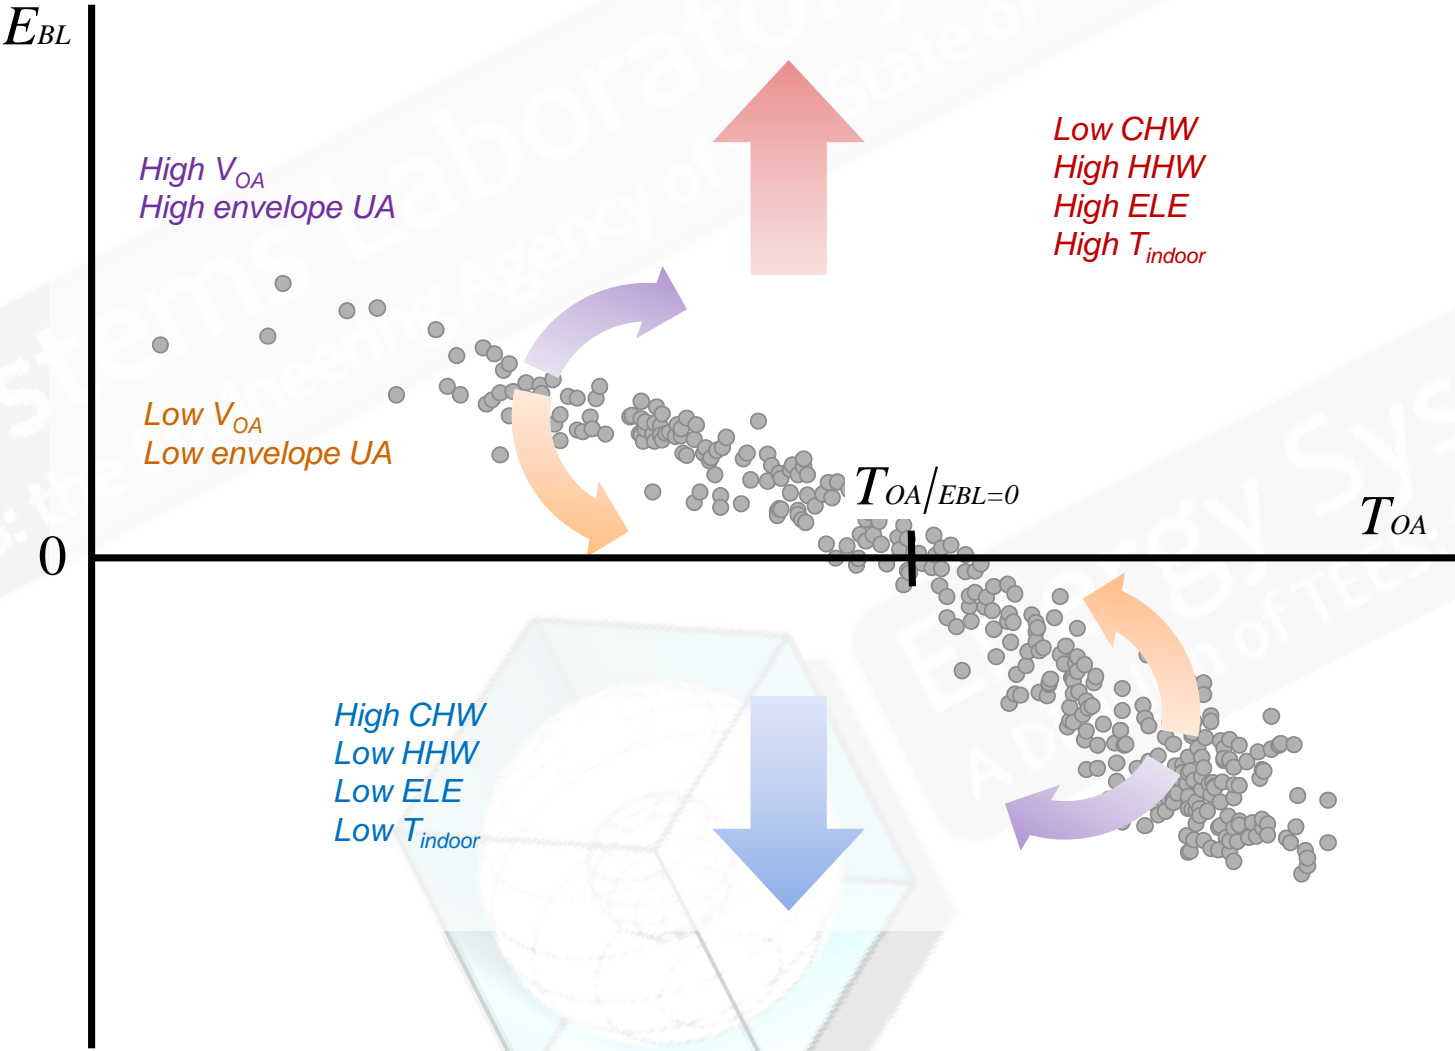 E_BL
High V_OA
High envelope UA
Low CHW
High HHW
High ELE
High T_indoor
Low V_OA
Low envelope UA
T_OA/EBL=0
T_OA
0
High CHW
Low HHW
Low ELE
Low T_indoor